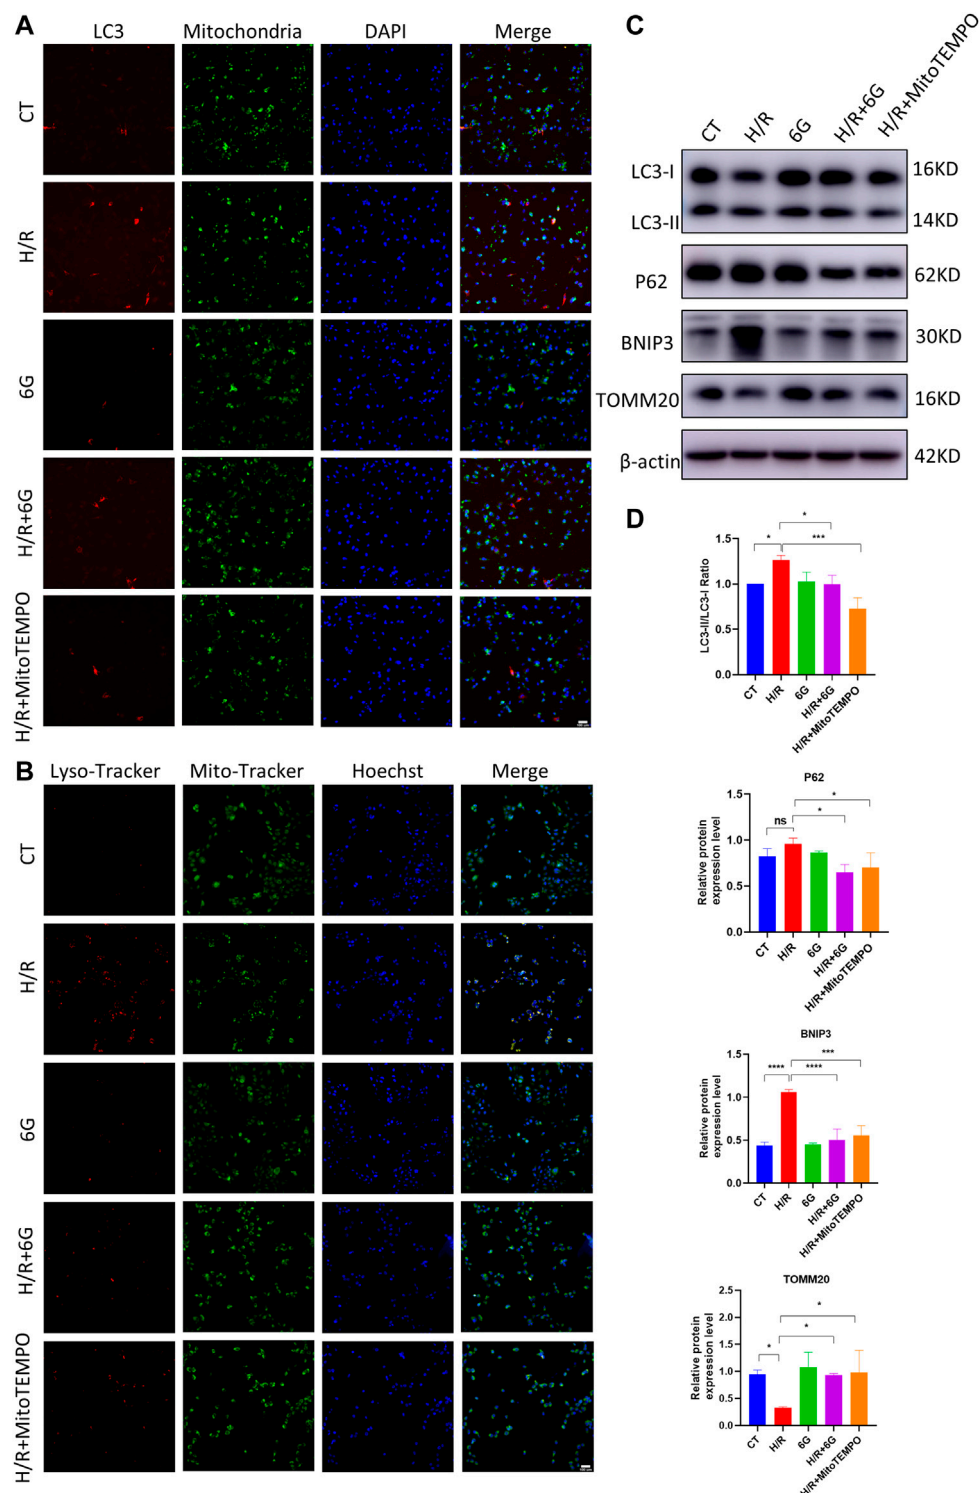 A
LC3 Mitochondria DAPI Merge
CT
H/R
6G
H/R+6G
H/R+MitoTEMPO
100 μm
B
Lyso-Tracker Mito-Tracker Hoechst Merge
CT
H/R
6G
H/R+6G
H/R+MitoTEMPO
100 μm
C
CT H/R 6G H/R+6G H/R+MitoTEMPO
LC3-I 16KD
LC3-II 14KD
P62 62KD
BNIP3 30KD
TOMM20 16KD
β-actin 42KD
D
LC3-II/LC3-I Ratio
1.5
1.0
0.5
0.0
* * ***
CT H/R 6G H/R+6G H/R+MitoTEMPO
P62
Relative protein
expression level
1.5
1.0
0.5
0.0
ns * *
CT H/R 6G H/R+6G H/R+MitoTEMPO
BNIP3
Relative protein
expression level
1.5
1.0
0.5
0.0
**** **** ***
CT H/R 6G H/R+6G H/R+MitoTEMPO
TOMM20
Relative protein
expression level
2.5
2.0
1.5
1.0
0.5
0.0
* * *
CT H/R 6G H/R+6G H/R+MitoTEMPO